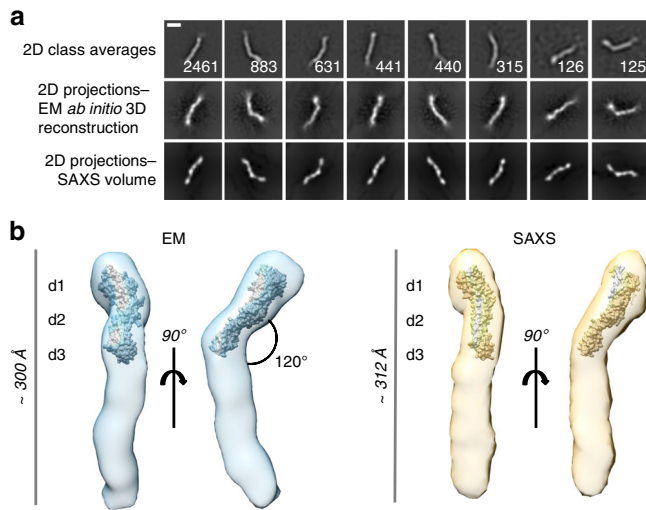 a
2D class averages
2461 883 631 441 440 315 126 125
2D projections–
EM ab initio 3D
reconstruction
2D projections–
SAXS volume
b
EM SAXS
d1 d1
d2 d2
90° 90°
d3 d3
120°
~ 300 Å ~ 312 Å